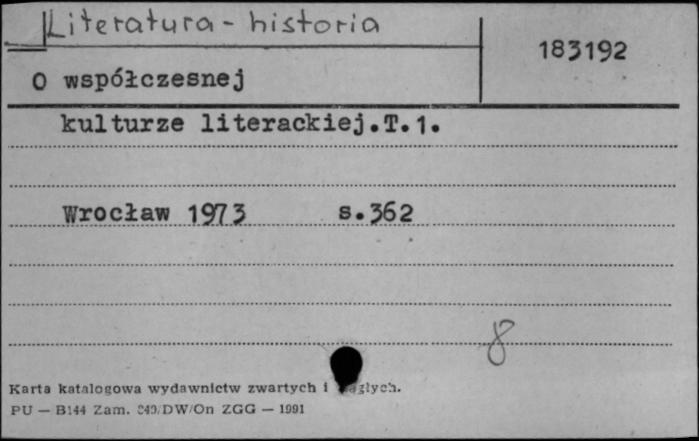 Literatura - historia
183192
O współczesnej
kulturze literackiej.T.1.
Wrocław 1973 s.362
8
Karta katalogowa wydawnictw zwartych i
PU — B144 Zam. DW/On ZGG — 1991